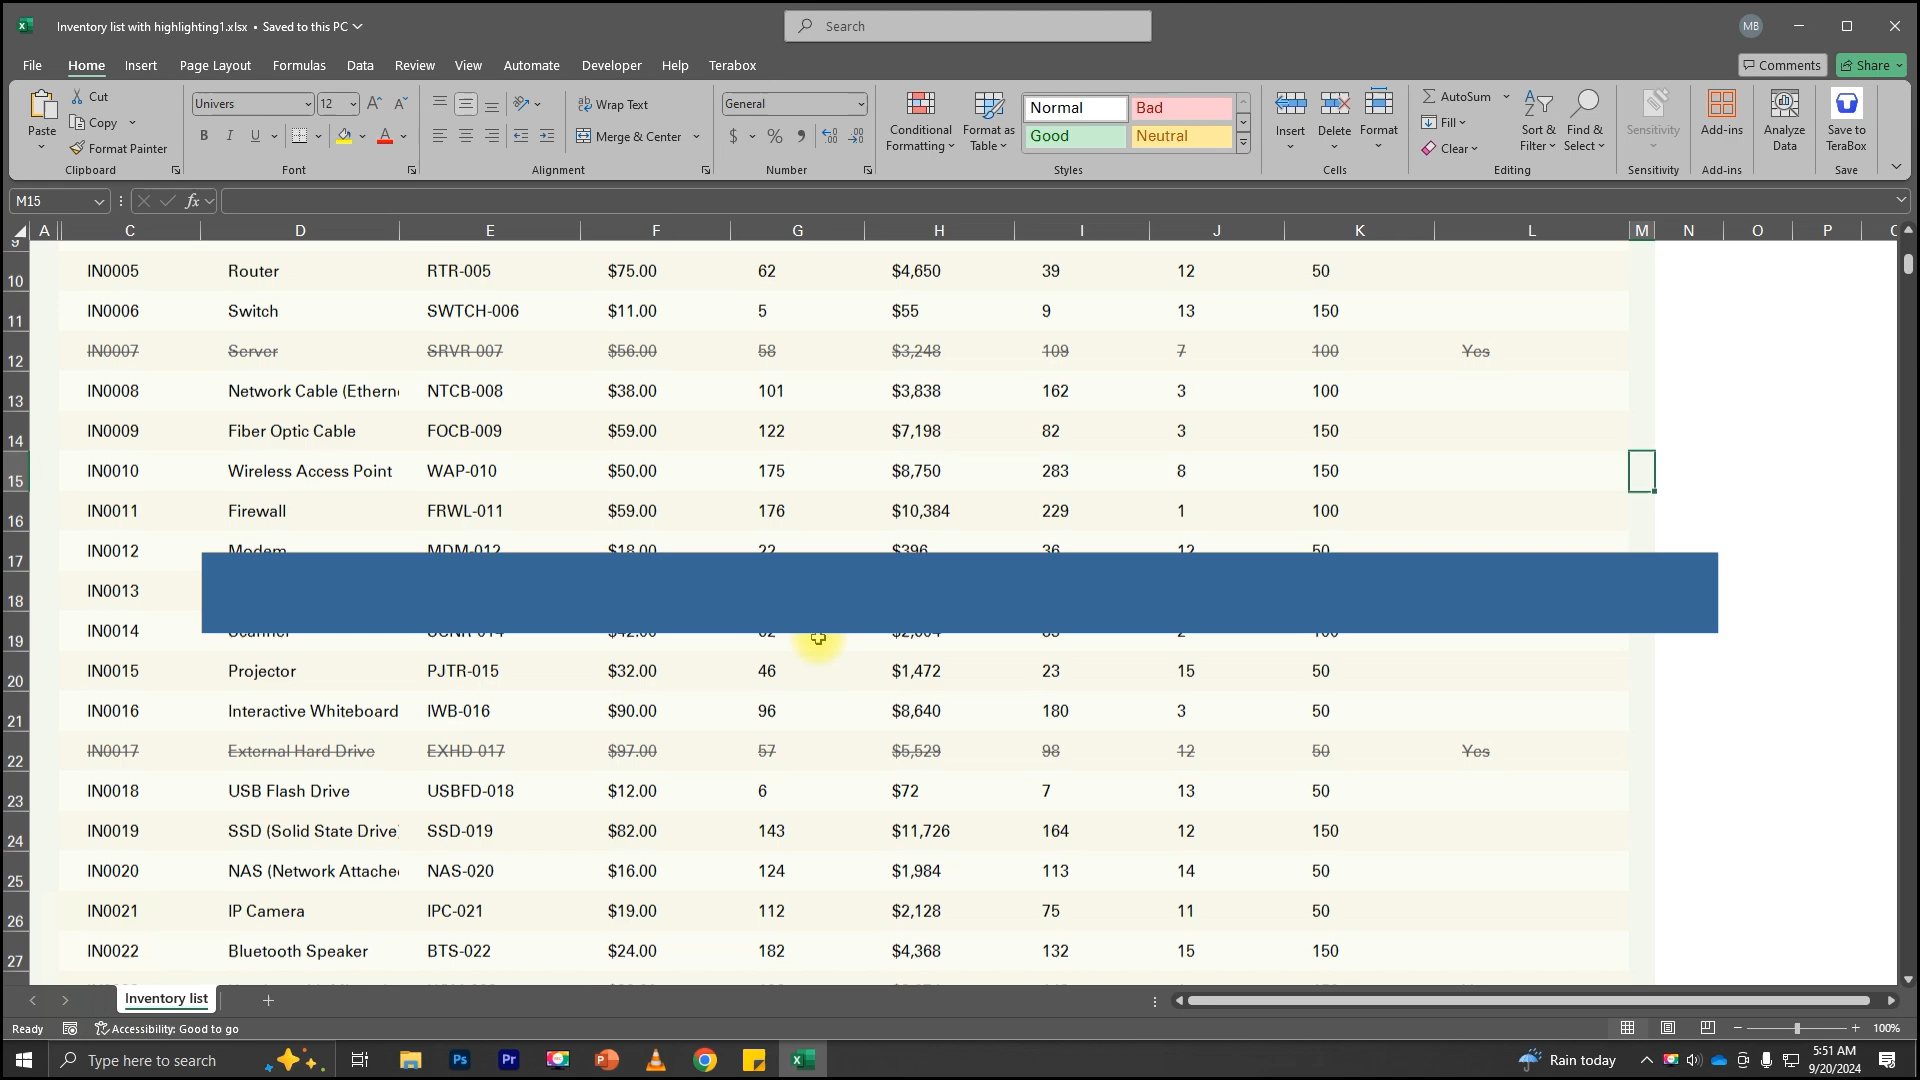 Inventory list with highlighting1.xlsx • Saved to this PC
Search
MB
File Home Insert Page Layout Formulas Data Review View Automate Developer Help Terabox
Comments Share
Paste Cut Copy Format Painter Clipboard
Univers 12 B I U Font
Wrap Text Merge & Center Alignment
General $ % Number
Conditional Formatting Format as Table Normal Bad Good Neutral Styles
Insert Delete Format Cells
AutoSum Fill Clear Sort & Filter Find & Select Editing
Sensitivity Sensitivity
Add-ins Add-ins
Analyze Data
Save to TeraBox Save
M15 fx
A C D E F G H I J K L M N O P
10 IN0005 Router RTR-005 $75.00 62 $4,650 39 12 50
11 IN0006 Switch SWTCH-006 $11.00 5 $55 9 13 150
12 IN0007 Server SRVR-007 $56.00 58 $3,248 109 7 100 Yes
13 IN0008 Network Cable (Ethern NTCB-008 $38.00 101 $3,838 162 3 100
14 IN0009 Fiber Optic Cable FOCB-009 $59.00 122 $7,198 82 3 150
15 IN0010 Wireless Access Point WAP-010 $50.00 175 $8,750 283 8 150
16 IN0011 Firewall FRWL-011 $59.00 176 $10,384 229 1 100
17 IN0012 Modem MDM-012 $18.00 22 $396 36 12 50
18 IN0013
19 IN0014
20 IN0015 Projector PJTR-015 $32.00 46 $1,472 23 15 50
21 IN0016 Interactive Whiteboard IWB-016 $90.00 96 $8,640 180 3 50
22 IN0017 External Hard Drive EXHD-017 $97.00 57 $5,529 98 12 50 Yes
23 IN0018 USB Flash Drive USBFD-018 $12.00 6 $72 7 13 50
24 IN0019 SSD (Solid State Drive) SSD-019 $82.00 143 $11,726 164 12 150
25 IN0020 NAS (Network Attache NAS-020 $16.00 124 $1,984 113 14 50
26 IN0021 IP Camera IPC-021 $19.00 112 $2,128 75 11 50
27 IN0022 Bluetooth Speaker BTS-022 $24.00 182 $4,368 132 15 150
Inventory list
Ready Accessibility: Good to go 100%
Type here to search Ps Pr Rain today 5:51 AM
9/20/2024